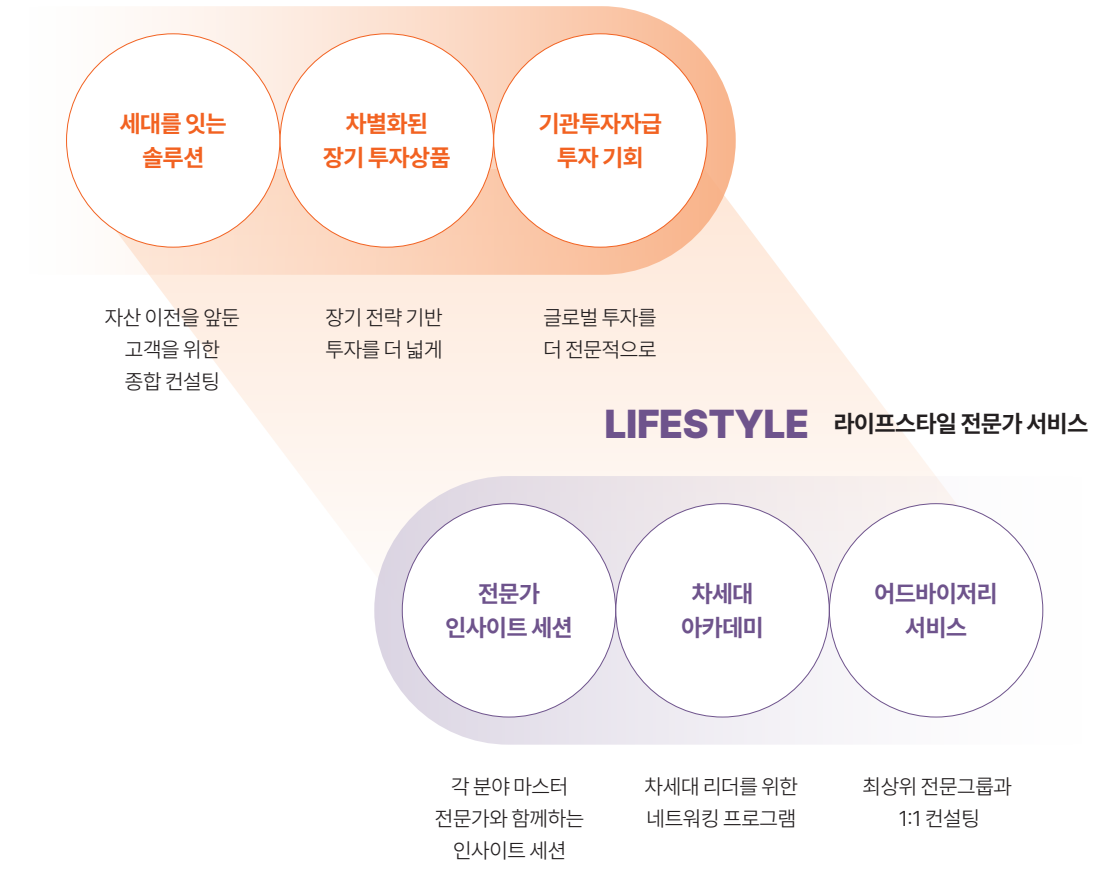 세대를 잇는
솔루션
차별화된
장기 투자상품
기관투자자급
투자 기회
자산 이전을 앞둔
고객을 위한
종합 컨설팅
장기 전략 기반
투자를 더 넓게
글로벌 투자를
더 전문적으로
LIFESTYLE 라이프스타일 전문가 서비스
전문가
인사이트 세션
차세대
아카데미
어드바이저리
서비스
각 분야 마스터
전문가와 함께하는
인사이트 세션
차세대 리더를 위한
네트워킹 프로그램
최상위 전문그룹과
1:1 컨설팅